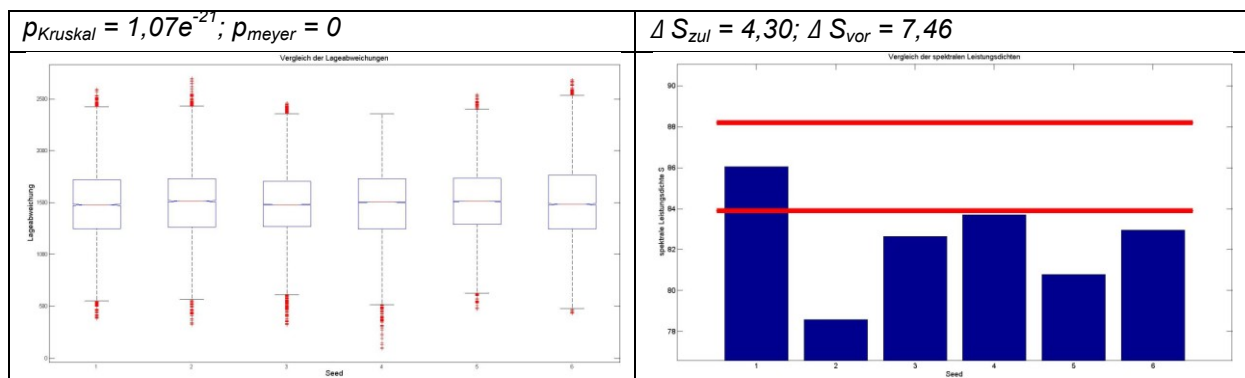 pKruskal = 1,07e-21; pmeyer = 0
Δ Szul = 4,30; Δ Svor = 7,46
Vergleich der Lageabweichungen
2500
2000
1500
1000
500
0
Lageabweichung
1 2 3 4 5 6
Seed
Vergleich der spektralen Leistungsdichten
90
88
86
84
82
80
78
spektrale Leistungsdichte S
1 2 3 4 5 6
Seed